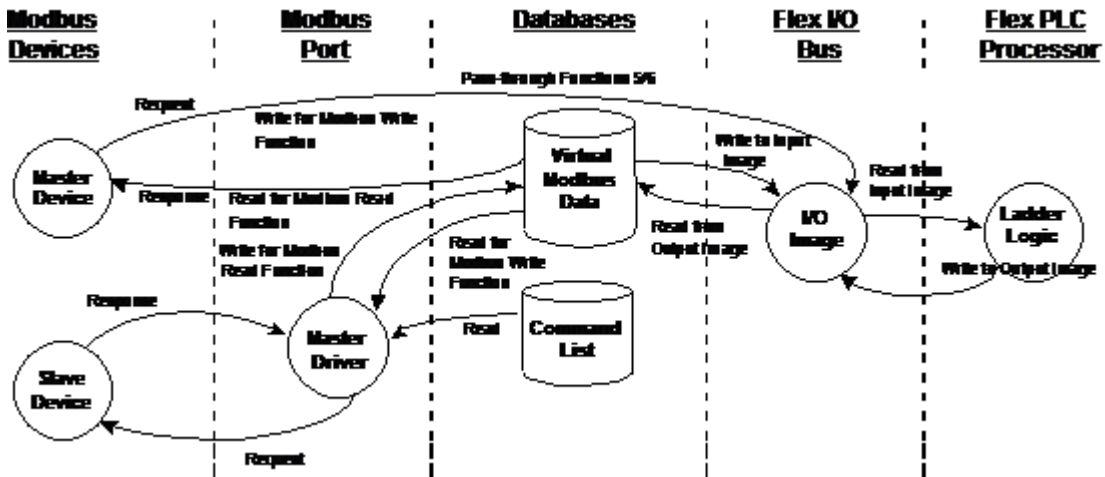 Modbus
Devices
Modbus
Port
Databases
Flex I/O
Bus
Flex PLC
Processor
Pass-through Functions 5/6
Request
Write for Modbus Write
Function
Master
Device
Response
Read for Modbus Read
Function
Virtual
Modbus
Data
Write to Input
Image
Read from
Input Image
I/O
Image
Ladder
Logic
Write for Modbus
Read Function
Read for
Modbus Write
Function
Read from
Output Image
Write to Output Image
Response
Master
Driver
Read
Command
List
Slave
Device
Request